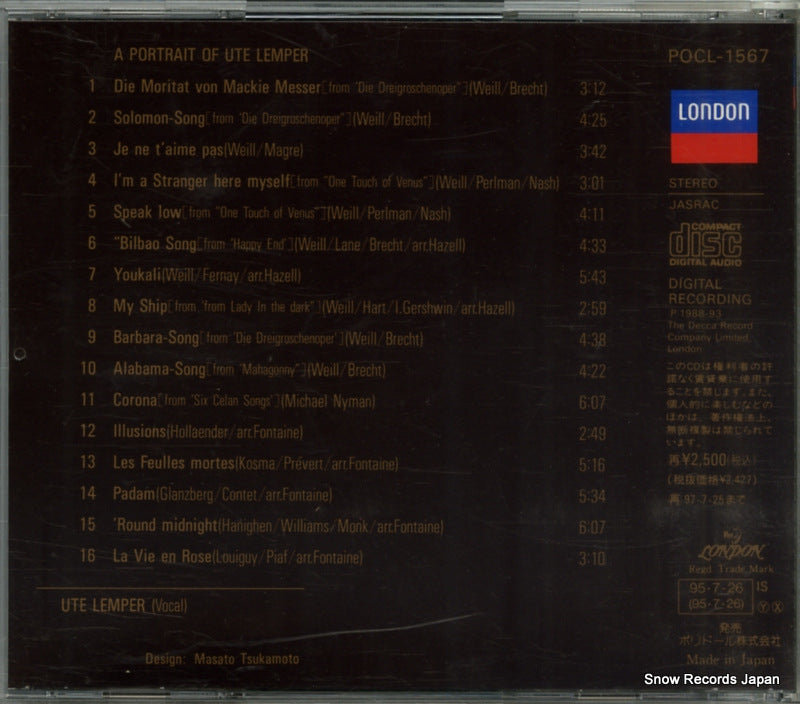 A PORTRAIT OF UTE LEMPER
1 Die Moritat von Mackie Messer[from "Die Dreigroschenoper"](Weill/Brecht) 3:12
2 Solomon-Song[from "Die Dreigroschenoper"](Weill/Brecht) 4:25
3 Je ne t'aime pas(Weill/Magre) 3:42
4 I'm a Stranger here myself[from "One Touch of Venus"](Weill/Perlman/Nash) 3:01
5 Speak low[from "One Touch of Venus"](Weill/Perlman/Nash) 4:11
6 "Bilbao Song[from 'Happy End'](Weill/Lane/Brecht/arr.Hazell) 4:33
7 Youkali(Weill/Fernay/arr.Hazell) 5:43
8 My Ship[from 'from Lady In the dark"](Weill/Hart/I.Gershwin/arr.Hazell) 2:59
9 Barbara-Song[from 'Die Dreigroschenoper'](Weill/Brecht) 4:38
10 Alabama-Song[from 'Mahagonny"](Weill/Brecht) 4:22
11 Corona[from 'Six Celan Songs'](Michael Nyman) 6:07
12 Illusions(Hollaender/arr.Fontaine) 2:49
13 Les Feulles mortes(Kosma/Prévert/arr.Fontaine) 5:16
14 Padam(Glanzberg/Contet/arr.Fontaine) 5:34
15 'Round midnight(Hanighen/Williams/Monk/arr.Fontaine) 6:07
16 La Vie en Rose(Louiguy/Piaf/arr.Fontaine) 3:10
UTE LEMPER (Vocal)
Design: Masato Tsukamoto
POCL-1567
LONDON
STEREO
JASRAC
COMPACT
disc
DIGITAL AUDIO
DIGITAL
RECORDING
P 1988-93
The Decca Record
Company Limited,
London
このCDは権利者の許
諾なく賃貸業に使用す
ることを禁じます。また、
個人的に楽しむなどの
ほかは、著作権法上、
無断複製は禁じられて
います。
再¥2,500(税込)
(税抜価格¥2,427)
再'97-7-25まで
LONDON
Regd. Trade Mark
95·7·26 IS
(95·7·26) Ⓨ Ⓧ
発売
ポリドール株式会社
Made in Japan
Snow Records Japan